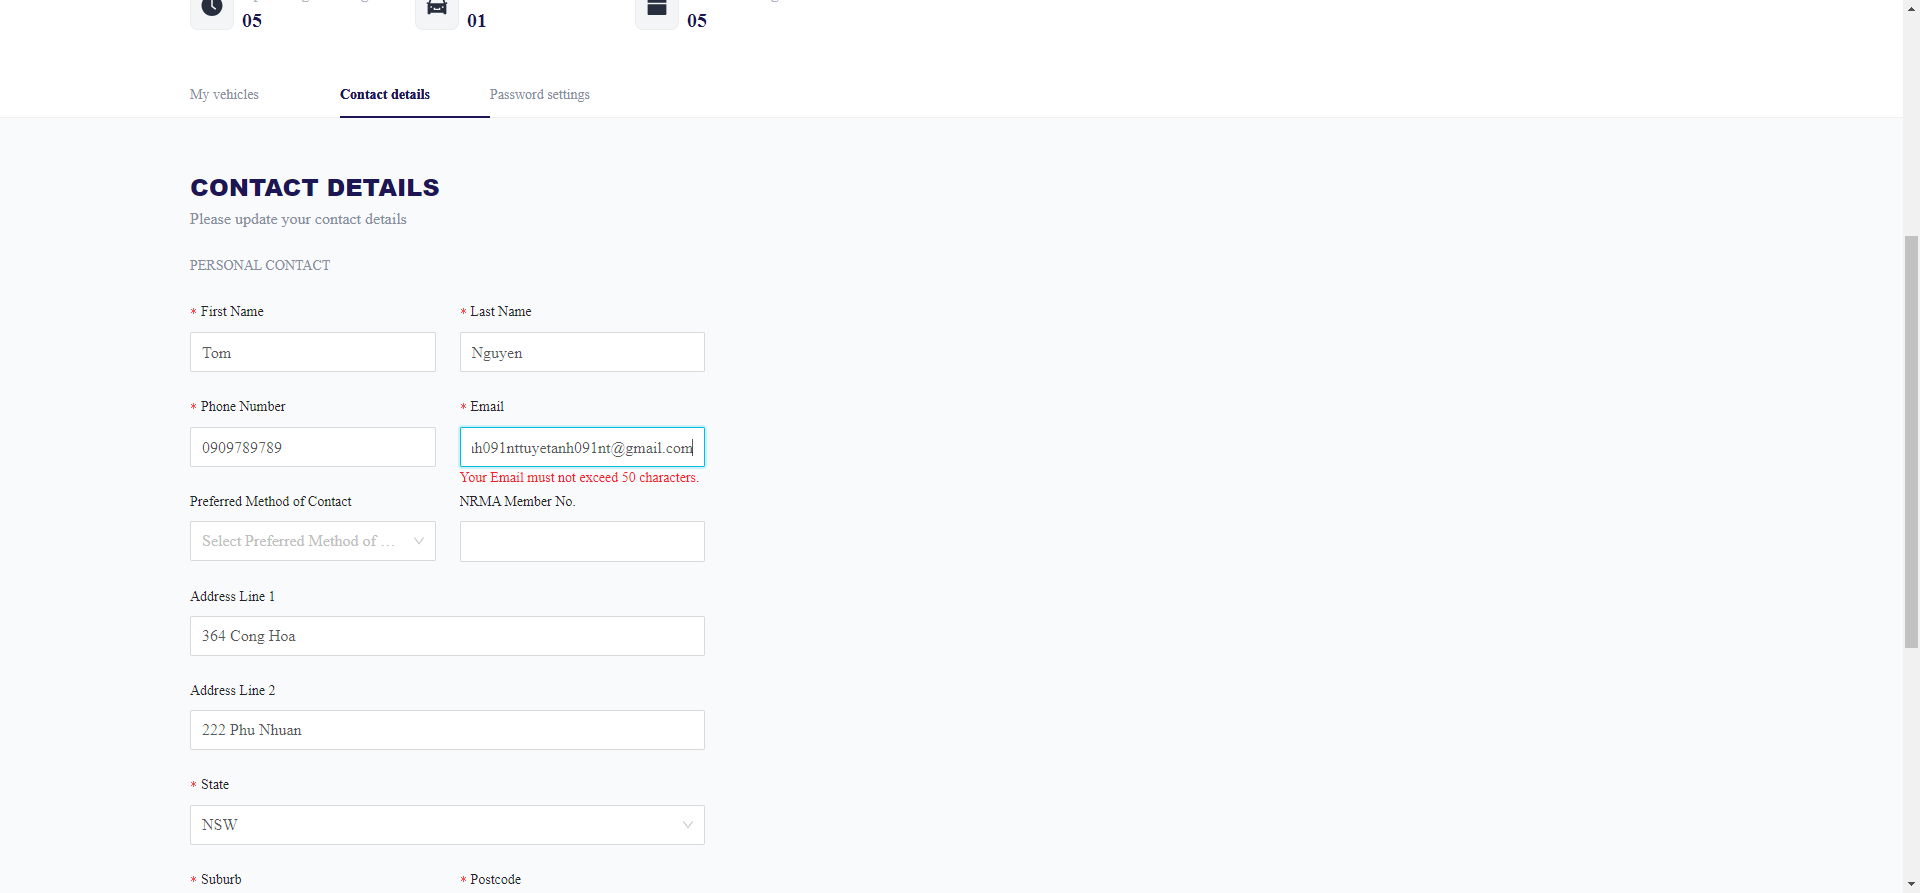 05 01 05
My vehicles Contact details Password settings
CONTACT DETAILS
Please update your contact details
PERSONAL CONTACT
* First Name * Last Name
Tom Nguyen
* Phone Number * Email
0909789789 h091nttuyetanh091nt@gmail.com
Your Email must not exceed 50 characters.
Preferred Method of Contact NRMA Member No.
Select Preferred Method of ...
Address Line 1
364 Cong Hoa
Address Line 2
222 Phu Nhuan
* State
NSW
* Suburb * Postcode